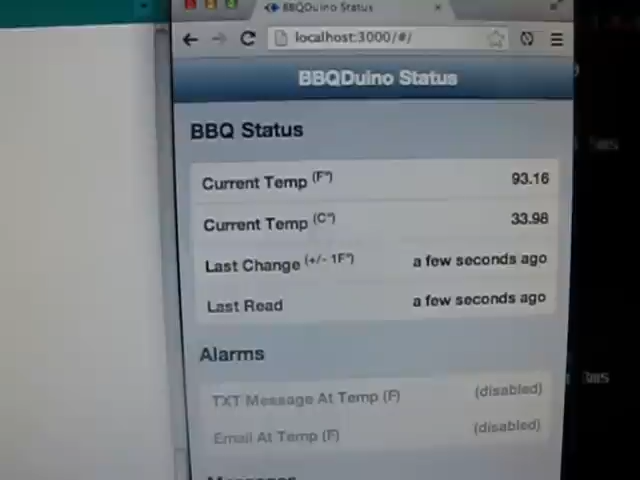 BBQDuino Status
localhost:3000/#/
BBQDuino Status
BBQ Status
Current Temp (F°) 93.16
Current Temp (C°) 33.98
Last Change (+/- 1F°) a few seconds ago
Last Read a few seconds ago
Alarms
TXT Message At Temp (F) (disabled)
Email At Temp (F) (disabled)